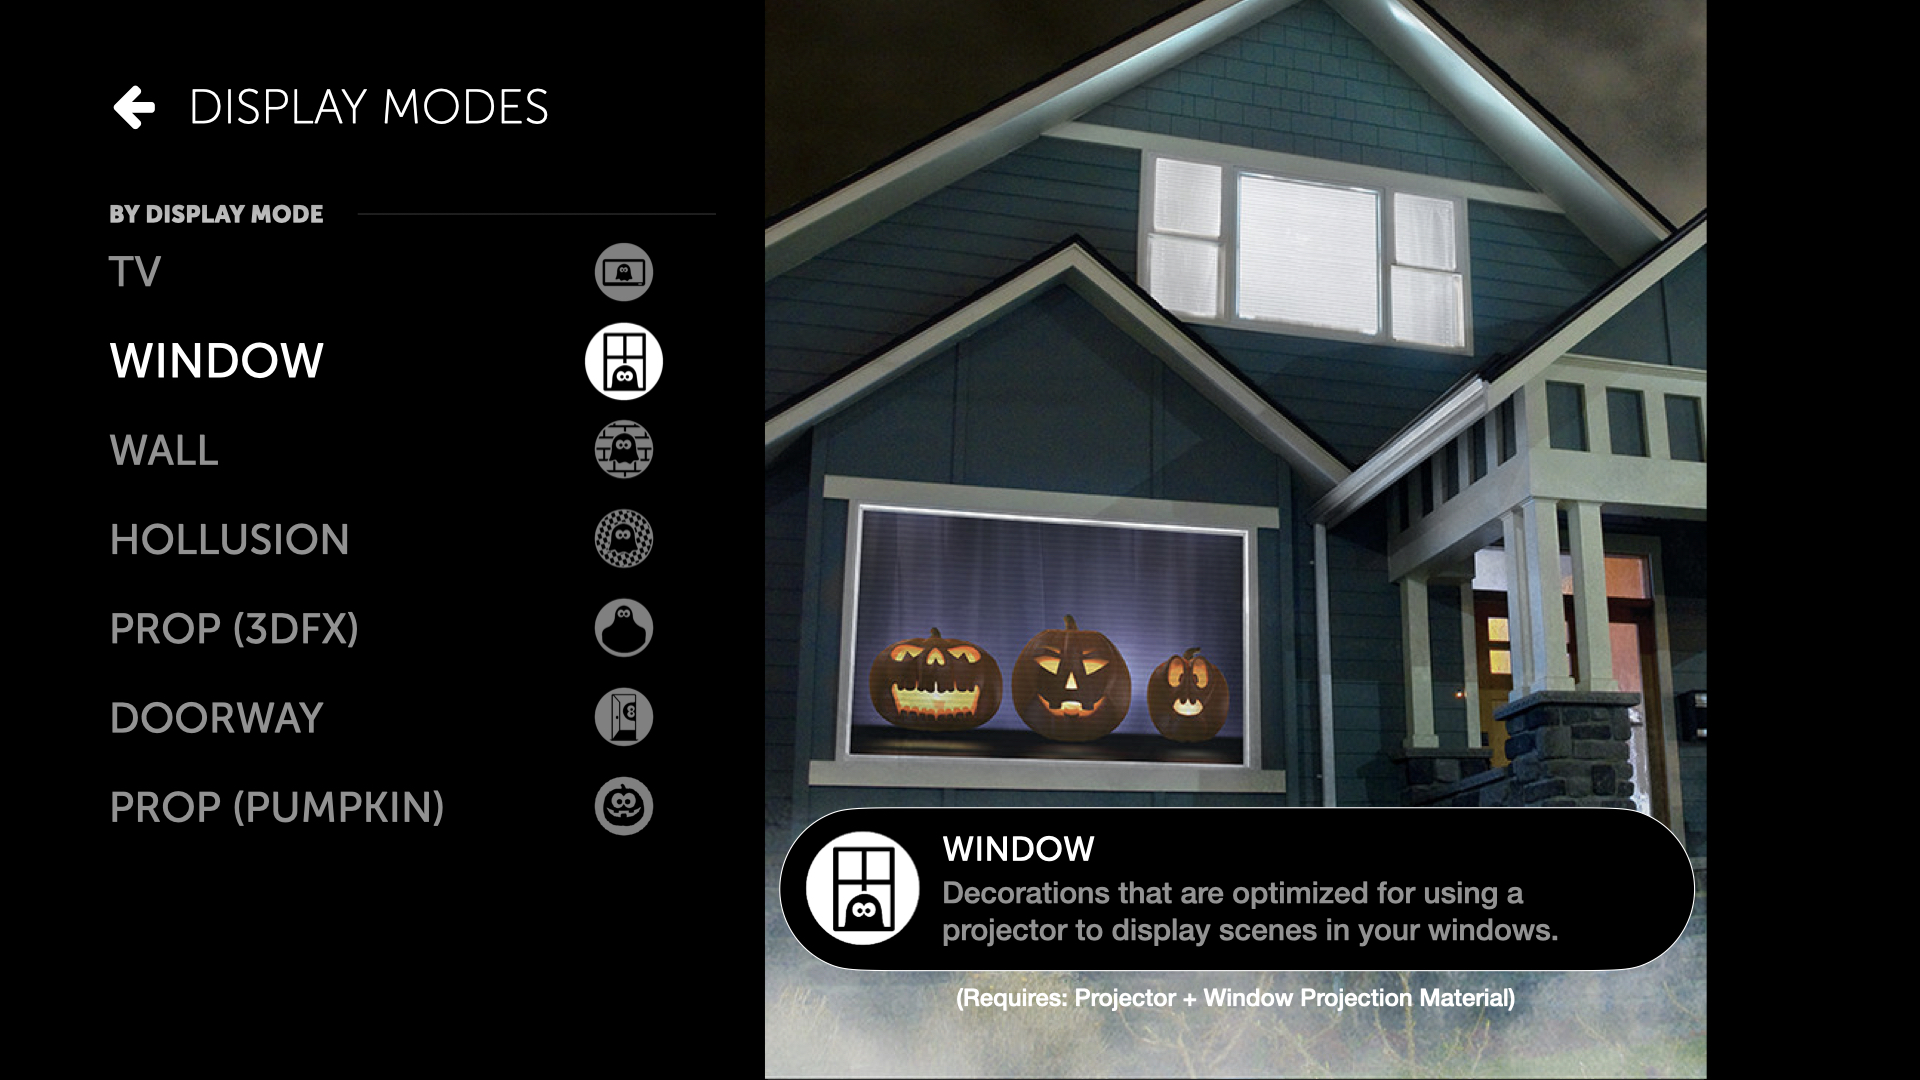 DISPLAY MODES
BY DISPLAY MODE
TV
WINDOW
WALL
HOLLUSION
PROP (3DFX)
DOORWAY
PROP (PUMPKIN)
WINDOW
Decorations that are optimized for using a
projector to display scenes in your windows.
(Requires: Projector + Window Projection Material)